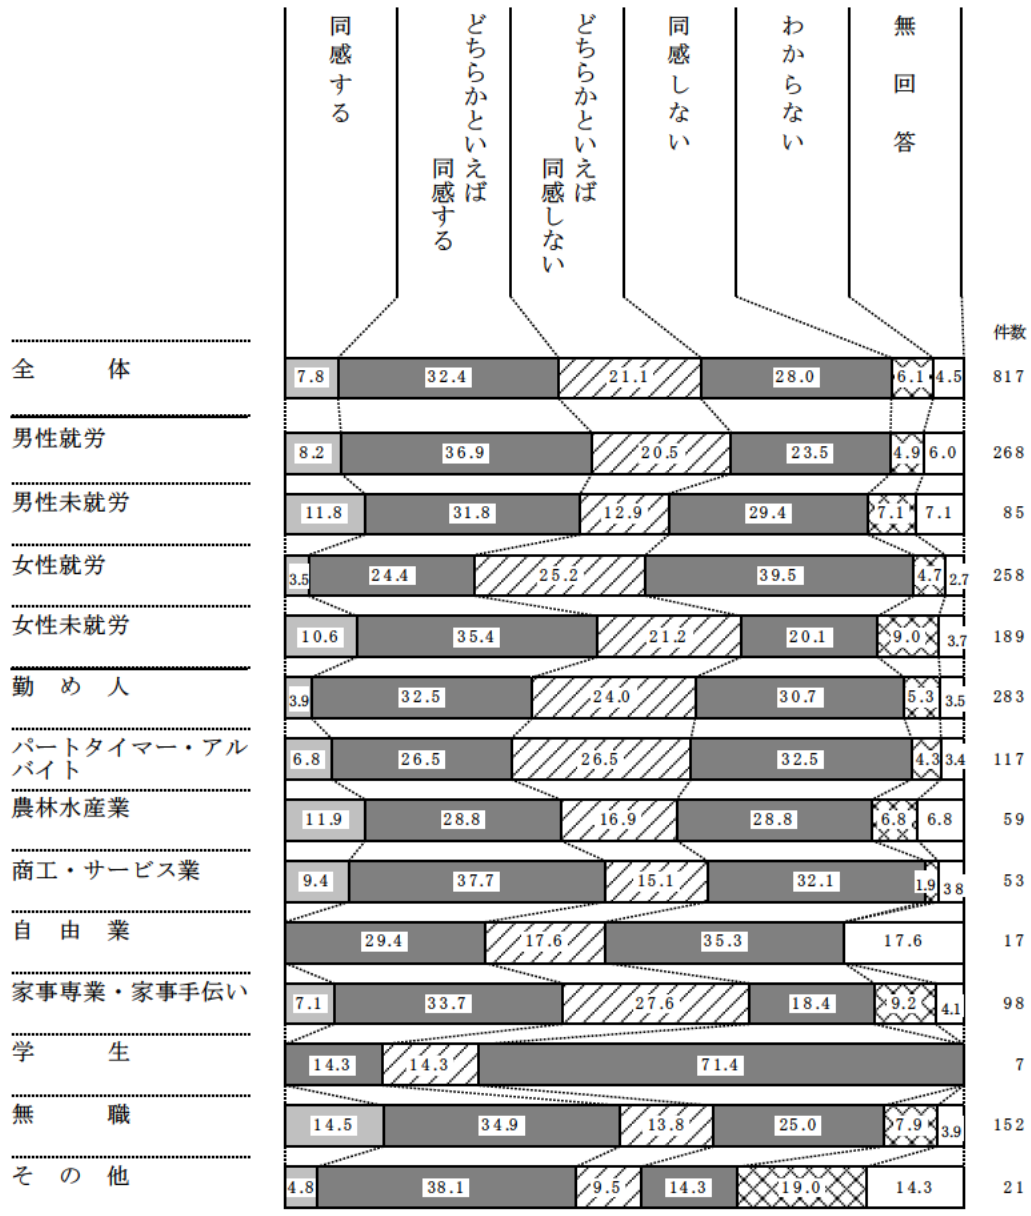 同感する
どちらかといえば
同感する
どちらかといえば
同感しない
同感しない
わからない
無回答
件数
全体 7.8 32.4 21.1 28.0 6.1 4.5 817
男性就労 8.2 36.9 20.5 23.5 4.9 6.0 268
男性未就労 11.8 31.8 12.9 29.4 7.1 7.1 85
女性就労 3.5 24.4 25.2 39.5 4.7 2.7 258
女性未就労 10.6 35.4 21.2 20.1 9.0 3.7 189
勤め人 3.9 32.5 24.0 30.7 5.3 3.5 283
パートタイマー・アル
バイト 6.8 26.5 26.5 32.5 4.3 3.4 117
農林水産業 11.9 28.8 16.9 28.8 6.8 6.8 59
商工・サービス業 9.4 37.7 15.1 32.1 1.9 3 8 53
自由業 29.4 17.6 35.3 17.6 17
家事専業・家事手伝い 7.1 33.7 27.6 18.4 9.2 4.1 98
学生 14.3 14.3 71.4 7
無職 14.5 34.9 13.8 25.0 7.9 3.9 152
その他 4.8 38.1 9.5 14.3 19.0 14.3 21